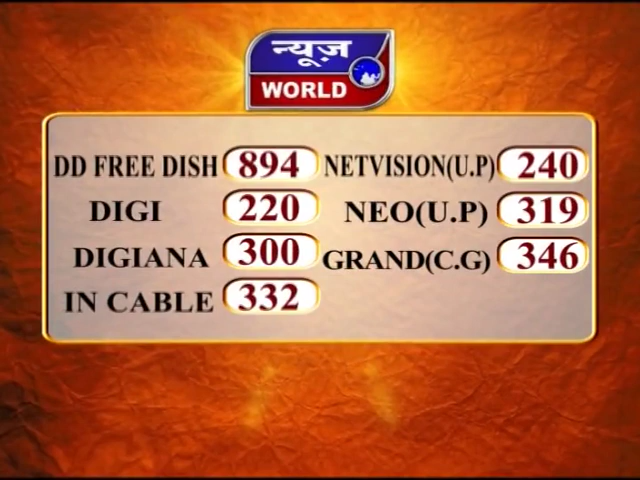 न्यूज़
WORLD
DD FREE DISH 894
DIGI 220
DIGIANA 300
IN CABLE 332
NETVISION(U.P) 240
NEO(U.P) 319
GRAND(C.G) 346